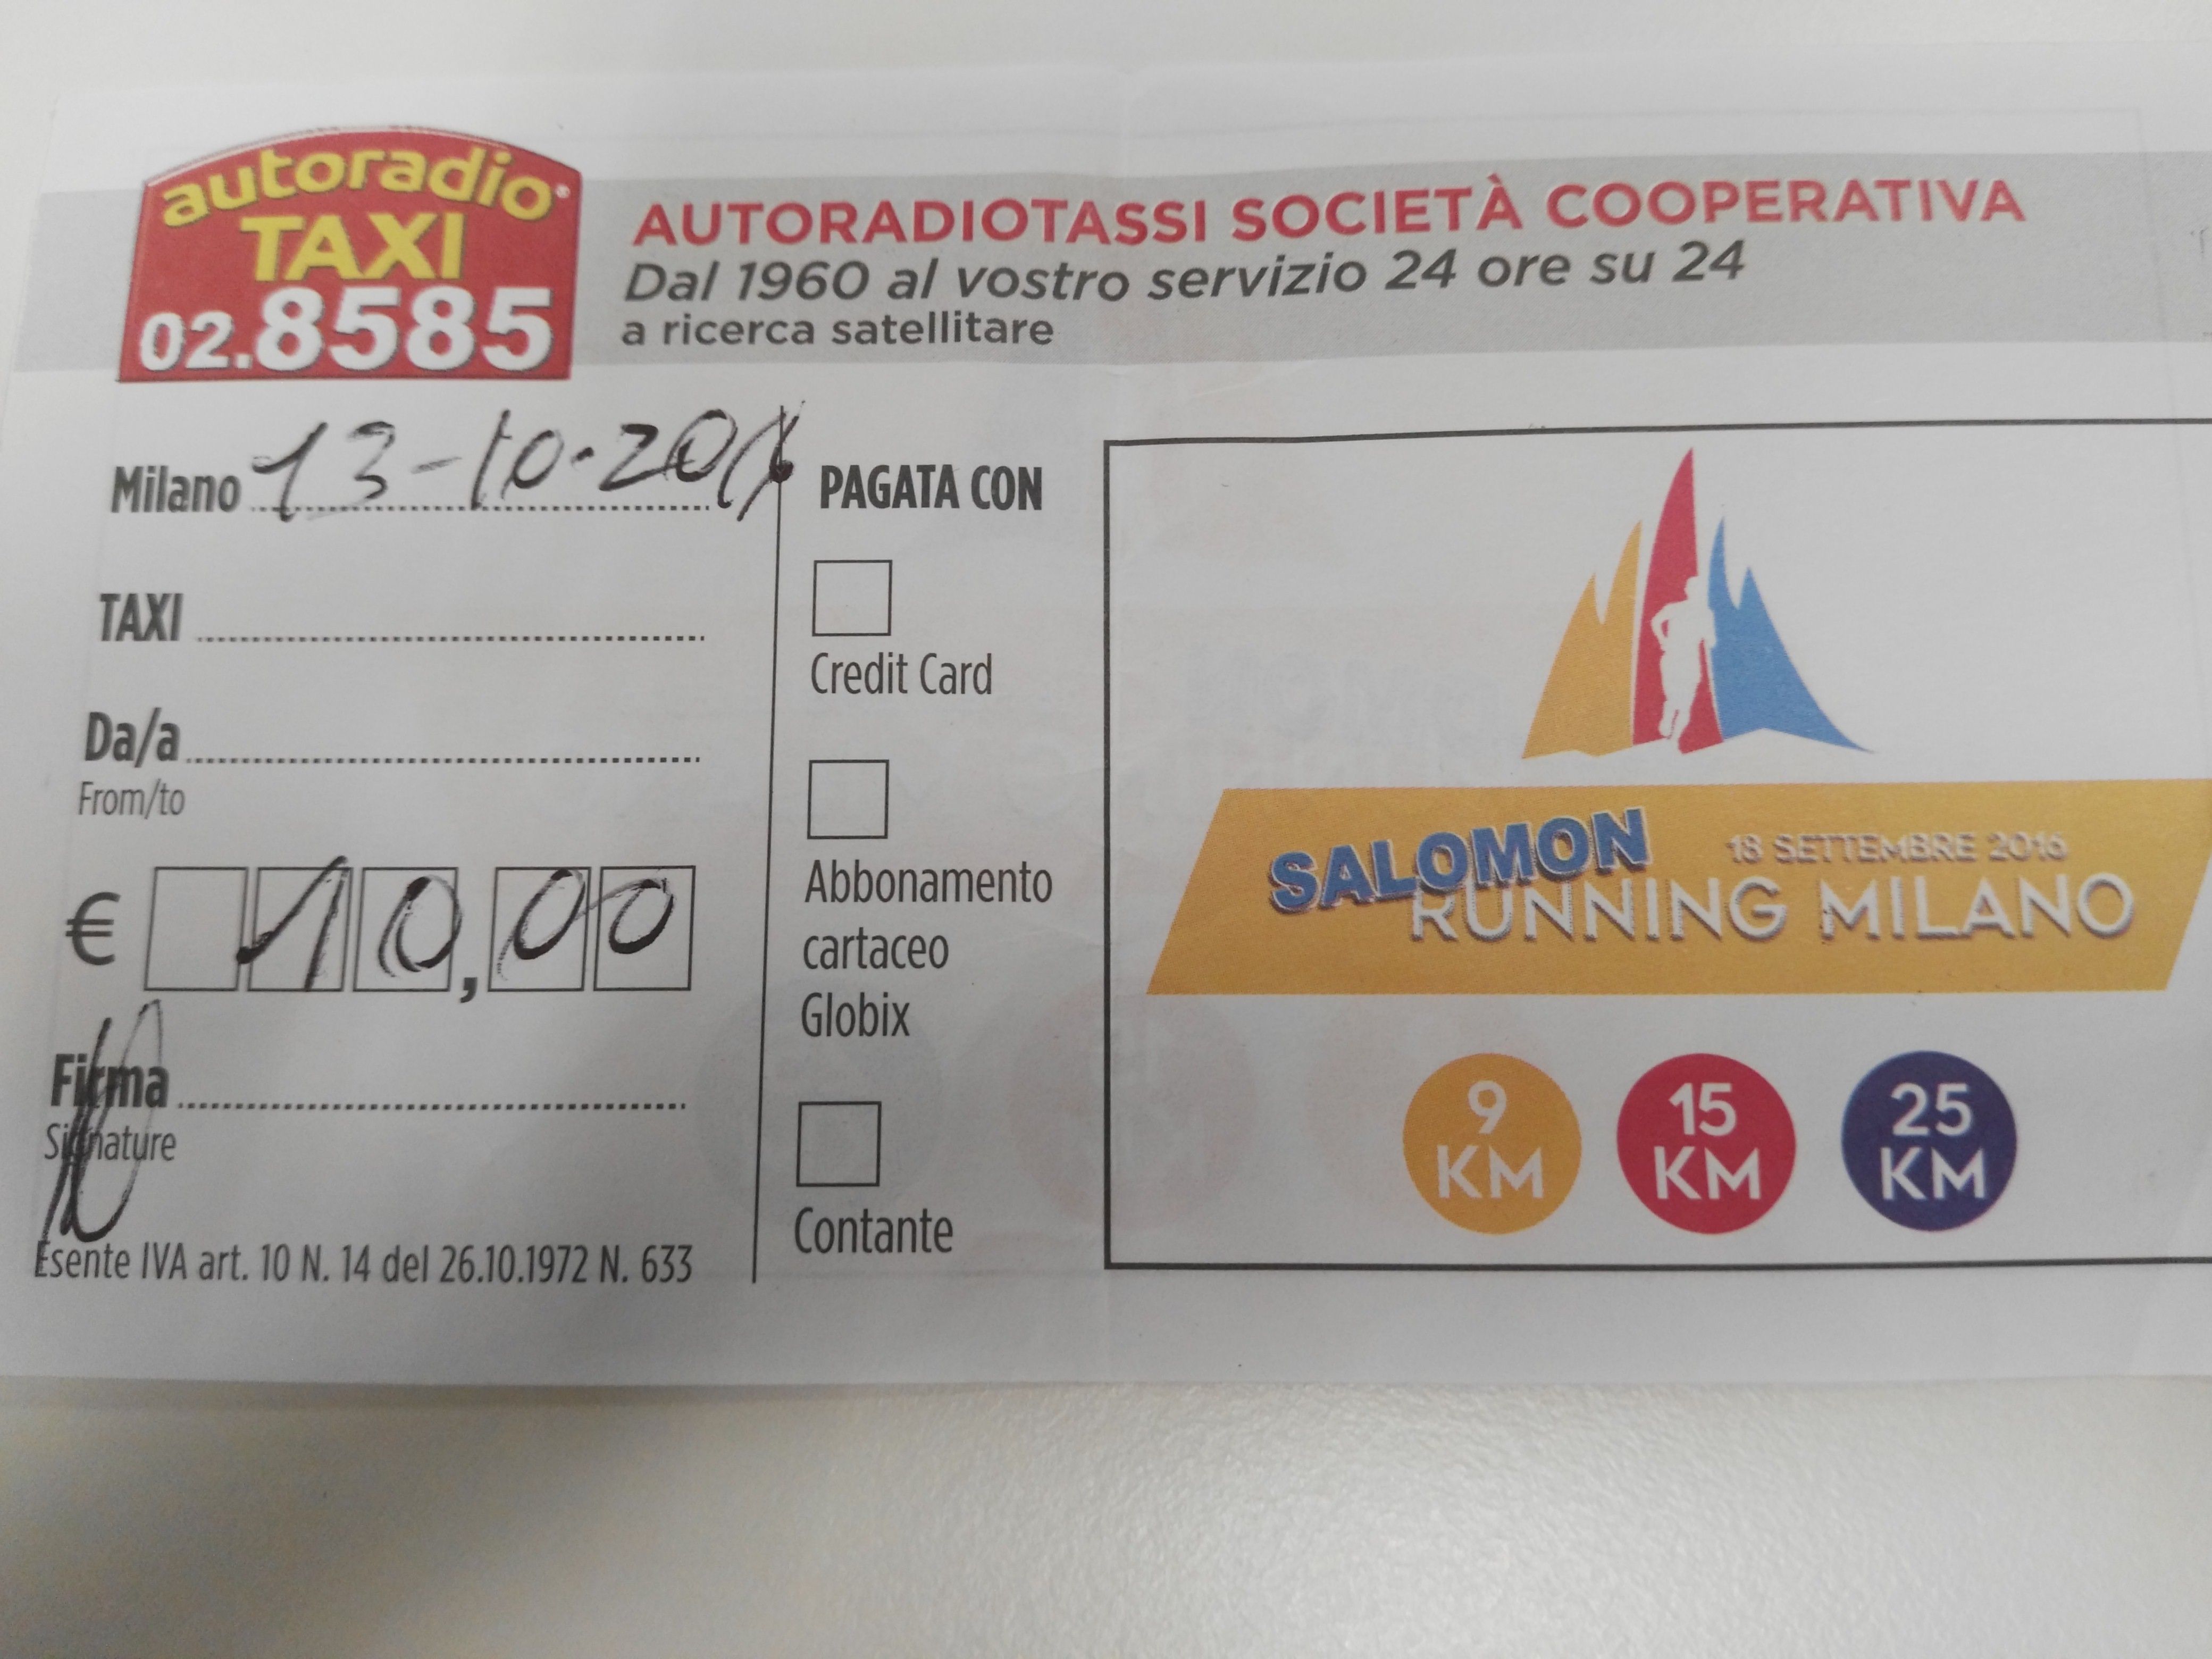 autoradio®
TAXI
02.8585
AUTORADIOTASSI SOCIETÀ COOPERATIVA
Dal 1960 al vostro servizio 24 ore su 24
a ricerca satellitare
Milano 13-10-2016
TAXI
Da/a
From/to
€ 10,00
Firma
Signature
Esente IVA art. 10 N. 14 del 26.10.1972 N. 633
PAGATA CON
Credit Card
Abbonamento
cartaceo
Globix
Contante
SALOMON 18 SETTEMBRE 2016
RUNNING MILANO
9
KM
15
KM
25
KM